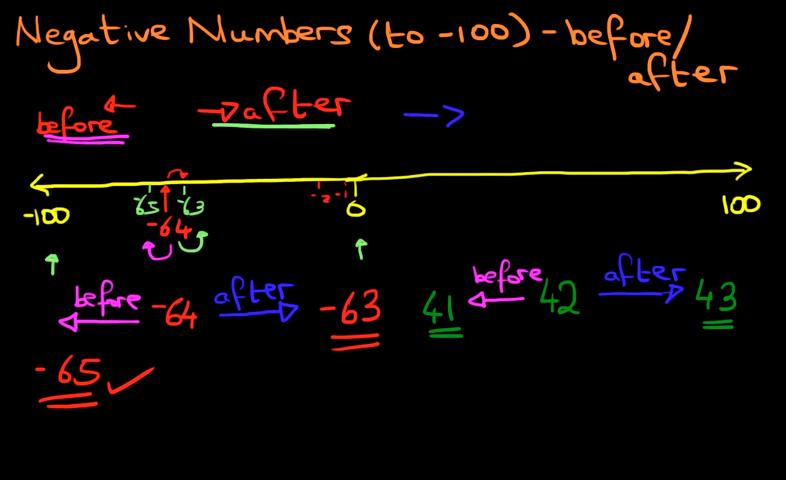 Negative Numbers (to -100) - before/
after
before ← → after →
-65 -63 -2 -1
-100 -64 0 100
before -64 after -63 41 before 42 after 43
-65 ✓